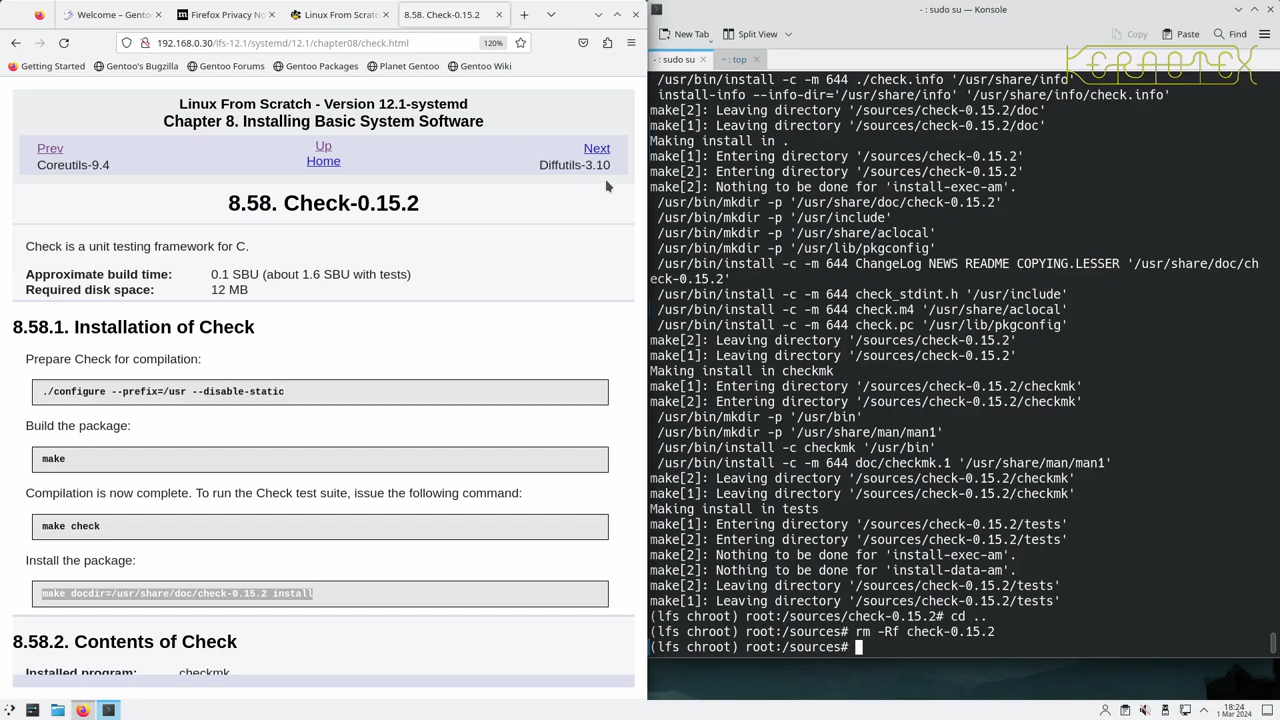 Welcome – Gento
Firefox Privacy No
Linux From Scratc
8.58. Check-0.15.2
192.168.0.30/lfs-12.1/systemd/12.1/chapter08/check.html
120%
Getting Started
Gentoo's Bugzilla
Gentoo Forums
Gentoo Packages
Planet Gentoo
Gentoo Wiki
Linux From Scratch - Version 12.1-systemd
Chapter 8. Installing Basic System Software
Prev
Up
Next
Coreutils-9.4
Home
Diffutils-3.10
8.58. Check-0.15.2
Check is a unit testing framework for C.
Approximate build time: 0.1 SBU (about 1.6 SBU with tests)
Required disk space: 12 MB
8.58.1. Installation of Check
Prepare Check for compilation:
./configure --prefix=/usr --disable-static
Build the package:
make
Compilation is now complete. To run the Check test suite, issue the following command:
make check
Install the package:
make docdir=/usr/share/doc/check-0.15.2 install
8.58.2. Contents of Check
Installed program: checkmk
- : sudo su — Konsole
New Tab
Split View
Copy
Paste
Find
- : sudo su
~ : top
KERNOTEX
/usr/bin/install -c -m 644 ./check.info '/usr/share/info'
install-info --info-dir='/usr/share/info' '/usr/share/info/check.info'
make[2]: Leaving directory '/sources/check-0.15.2/doc'
make[1]: Leaving directory '/sources/check-0.15.2/doc'
Making install in .
make[1]: Entering directory '/sources/check-0.15.2'
make[2]: Entering directory '/sources/check-0.15.2'
make[2]: Nothing to be done for 'install-exec-am'.
/usr/bin/mkdir -p '/usr/share/doc/check-0.15.2'
/usr/bin/mkdir -p '/usr/include'
/usr/bin/mkdir -p '/usr/share/aclocal'
/usr/bin/mkdir -p '/usr/lib/pkgconfig'
/usr/bin/install -c -m 644 ChangeLog NEWS README COPYING.LESSER '/usr/share/doc/ch
eck-0.15.2'
/usr/bin/install -c -m 644 check_stdint.h '/usr/include'
/usr/bin/install -c -m 644 check.m4 '/usr/share/aclocal'
/usr/bin/install -c -m 644 check.pc '/usr/lib/pkgconfig'
make[2]: Leaving directory '/sources/check-0.15.2'
make[1]: Leaving directory '/sources/check-0.15.2'
Making install in checkmk
make[1]: Entering directory '/sources/check-0.15.2/checkmk'
make[2]: Entering directory '/sources/check-0.15.2/checkmk'
/usr/bin/mkdir -p '/usr/bin'
/usr/bin/mkdir -p '/usr/share/man/man1'
/usr/bin/install -c checkmk '/usr/bin'
/usr/bin/install -c -m 644 doc/checkmk.1 '/usr/share/man/man1'
make[2]: Leaving directory '/sources/check-0.15.2/checkmk'
make[1]: Leaving directory '/sources/check-0.15.2/checkmk'
Making install in tests
make[1]: Entering directory '/sources/check-0.15.2/tests'
make[2]: Entering directory '/sources/check-0.15.2/tests'
make[2]: Nothing to be done for 'install-exec-am'.
make[2]: Nothing to be done for 'install-data-am'.
make[2]: Leaving directory '/sources/check-0.15.2/tests'
make[1]: Leaving directory '/sources/check-0.15.2/tests'
(lfs chroot) root:/sources/check-0.15.2# cd ..
(lfs chroot) root:/sources# rm -Rf check-0.15.2
(lfs chroot) root:/sources#
18:24
1 Mar 2024